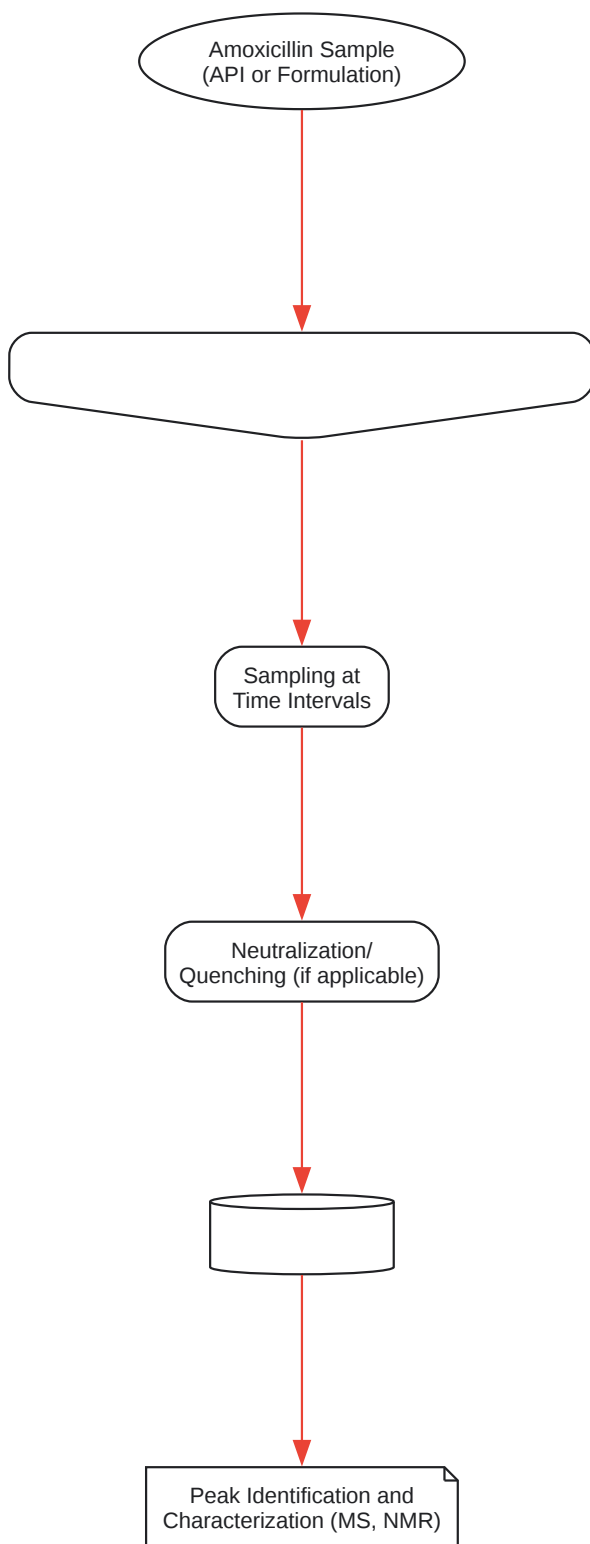 Amoxicillin Sample
(API or Formulation)
Sampling at
Time Intervals
Neutralization/
Quenching (if applicable)
Peak Identification and
Characterization (MS, NMR)